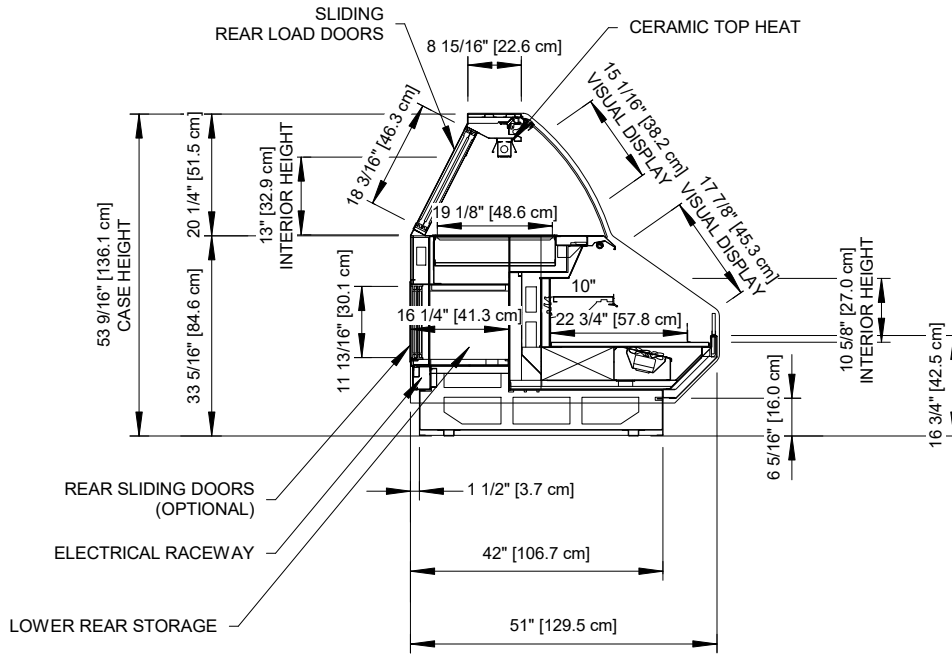 SLIDING
REAR LOAD DOORS
8 15/16" [22.6 cm]
CERAMIC TOP HEAT
15 1/16" [38.2 cm]
VISUAL DISPLAY
17 7/8" [45.3 cm]
VISUAL DISPLAY
18 3/16" [46.3 cm]
13" [32.9 cm]
INTERIOR HEIGHT
20 1/4" [51.5 cm]
53 9/16" [136.1 cm]
CASE HEIGHT
33 5/16" [84.6 cm]
19 1/8" [48.6 cm]
10"
16 1/4" [41.3 cm]
22 3/4" [57.8 cm]
11 13/16" [30.1 cm]
10 5/8" [27.0 cm]
INTERIOR HEIGHT
16 3/4" [42.5 cm]
6 5/16" [16.0 cm]
REAR SLIDING DOORS
(OPTIONAL)
1 1/2" [3.7 cm]
ELECTRICAL RACEWAY
42" [106.7 cm]
LOWER REAR STORAGE
51" [129.5 cm]